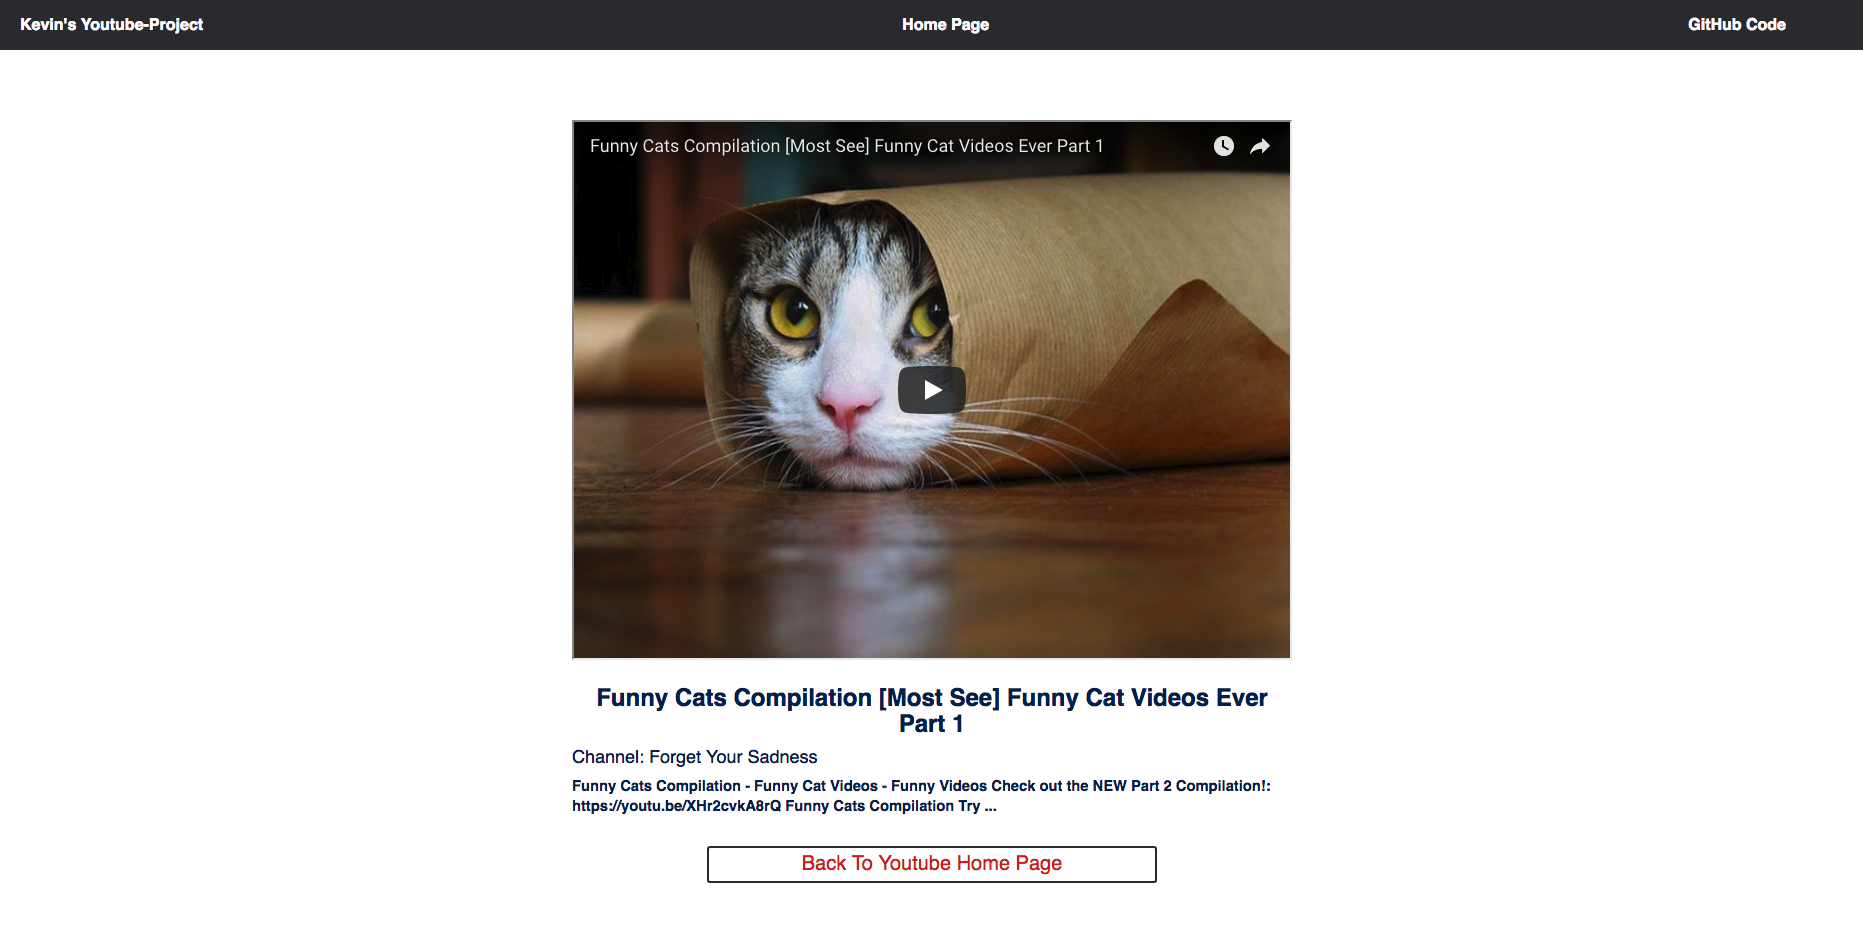 Kevin's Youtube-Project
Home Page
GitHub Code
Funny Cats Compilation [Most See] Funny Cat Videos Ever Part 1
Funny Cats Compilation [Most See] Funny Cat Videos Ever
Part 1
Channel: Forget Your Sadness
Funny Cats Compilation - Funny Cat Videos - Funny Videos Check out the NEW Part 2 Compilation!:
https://youtu.be/XHr2cvkA8rQ Funny Cats Compilation Try ...
Back To Youtube Home Page